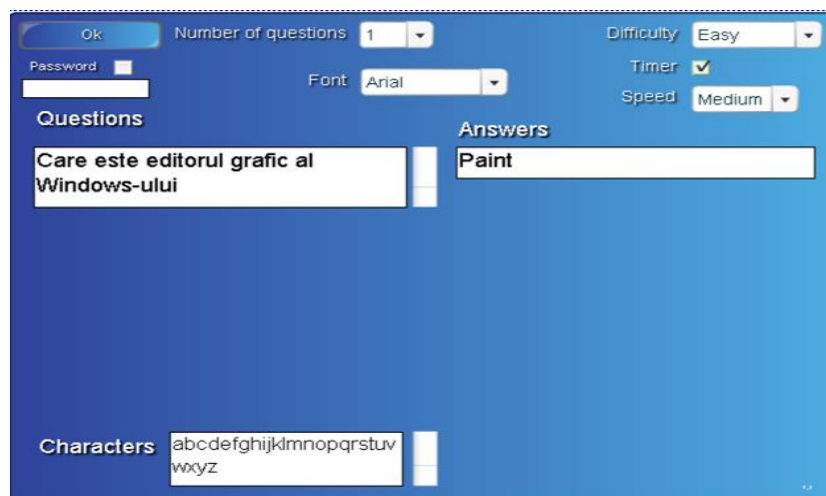 Ok
Number of questions 1
Difficulty Easy
Password
Font Arial
Timer
Speed Medium
Questions
Answers
Care este editorul grafic al
Windows-ului
Paint
Characters
abcdefghijklmnopqrstuv
wxyz